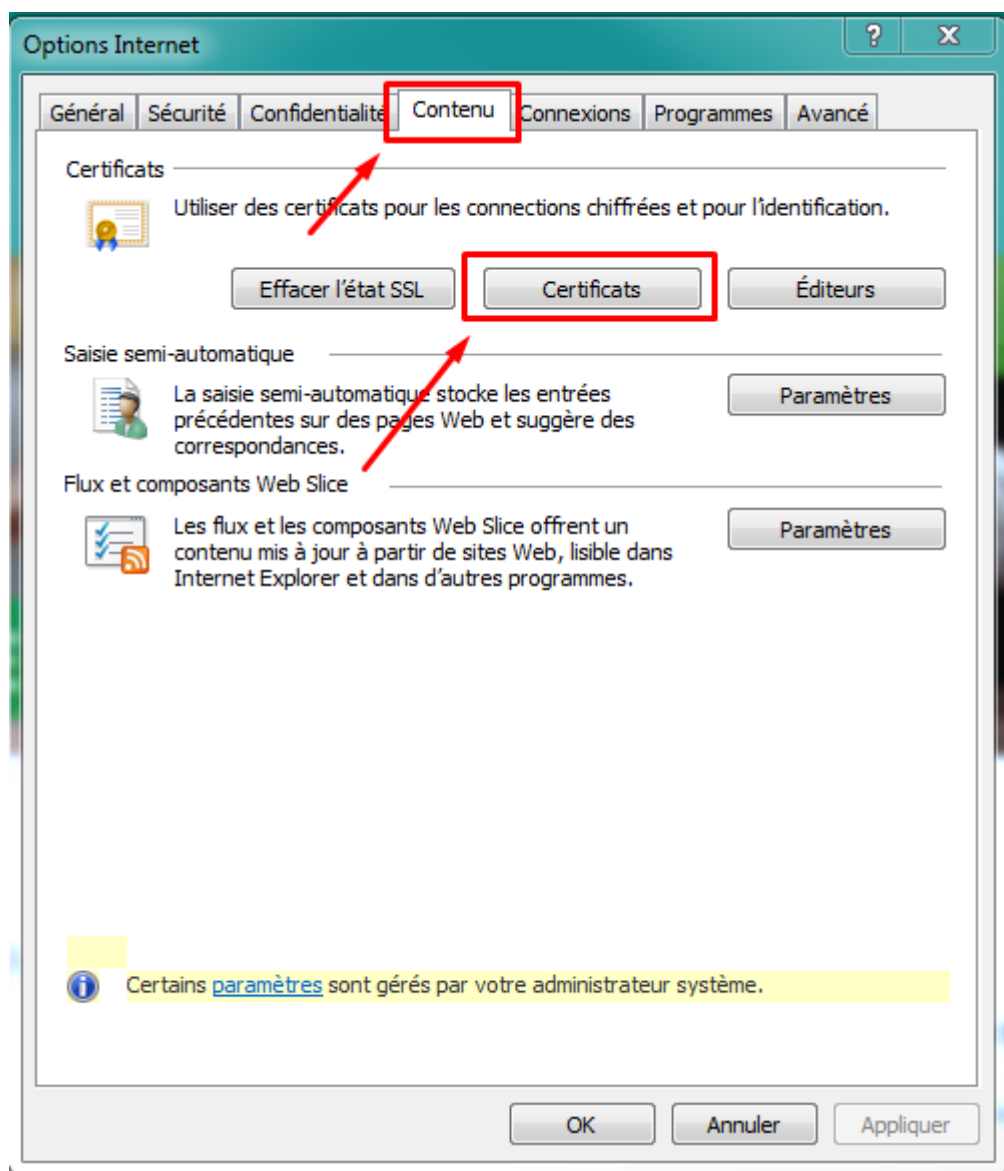 Options Internet
Général Sécurité Confidentialité Contenu Connexions Programmes Avancé
Certificats
Utiliser des certificats pour les connections chiffrées et pour l'identification.
Effacer l'état SSL Certificats Éditeurs
Saisie semi-automatique
La saisie semi-automatique stocke les entrées
précédentes sur des pages Web et suggère des
correspondances.
Paramètres
Flux et composants Web Slice
Les flux et les composants Web Slice offrent un
contenu mis à jour à partir de sites Web, lisible dans
Internet Explorer et dans d'autres programmes.
Paramètres
Certains paramètres sont gérés par votre administrateur système.
OK Annuler Appliquer